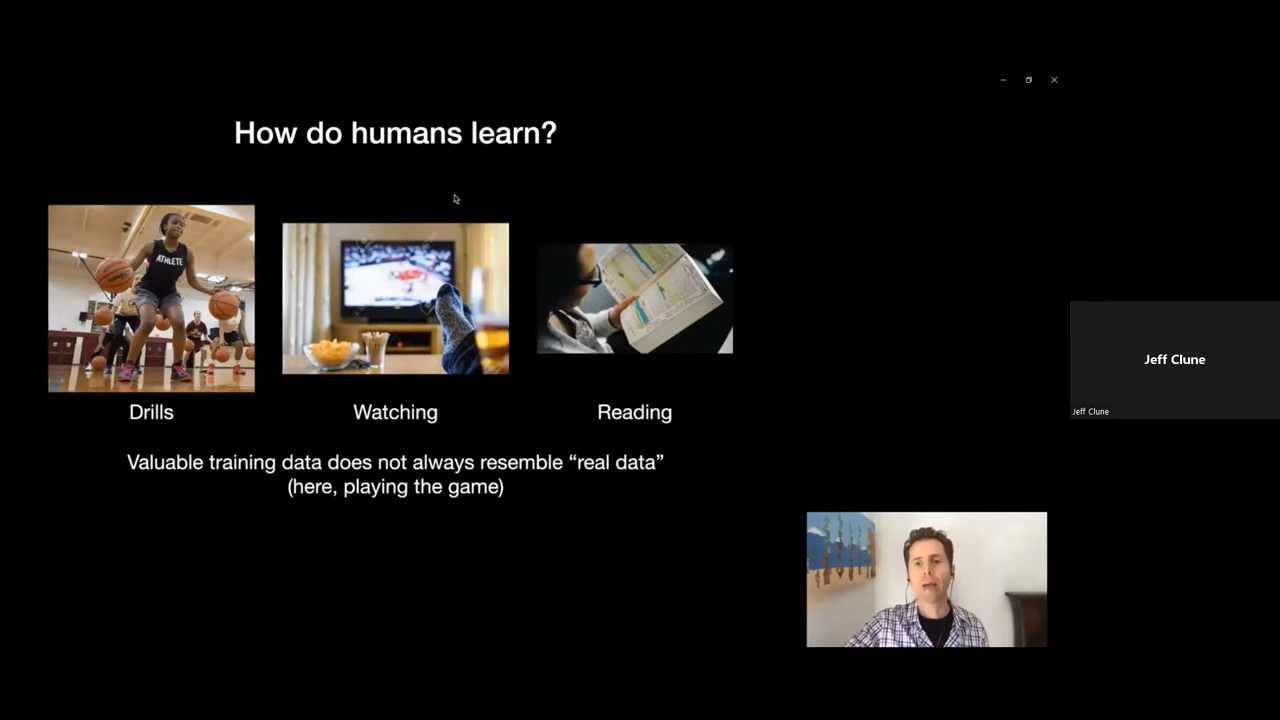 How do humans learn?
ATHLETE
Drills
Watching
Reading
Valuable training data does not always resemble “real data”
(here, playing the game)
Jeff Clune
Jeff Clune